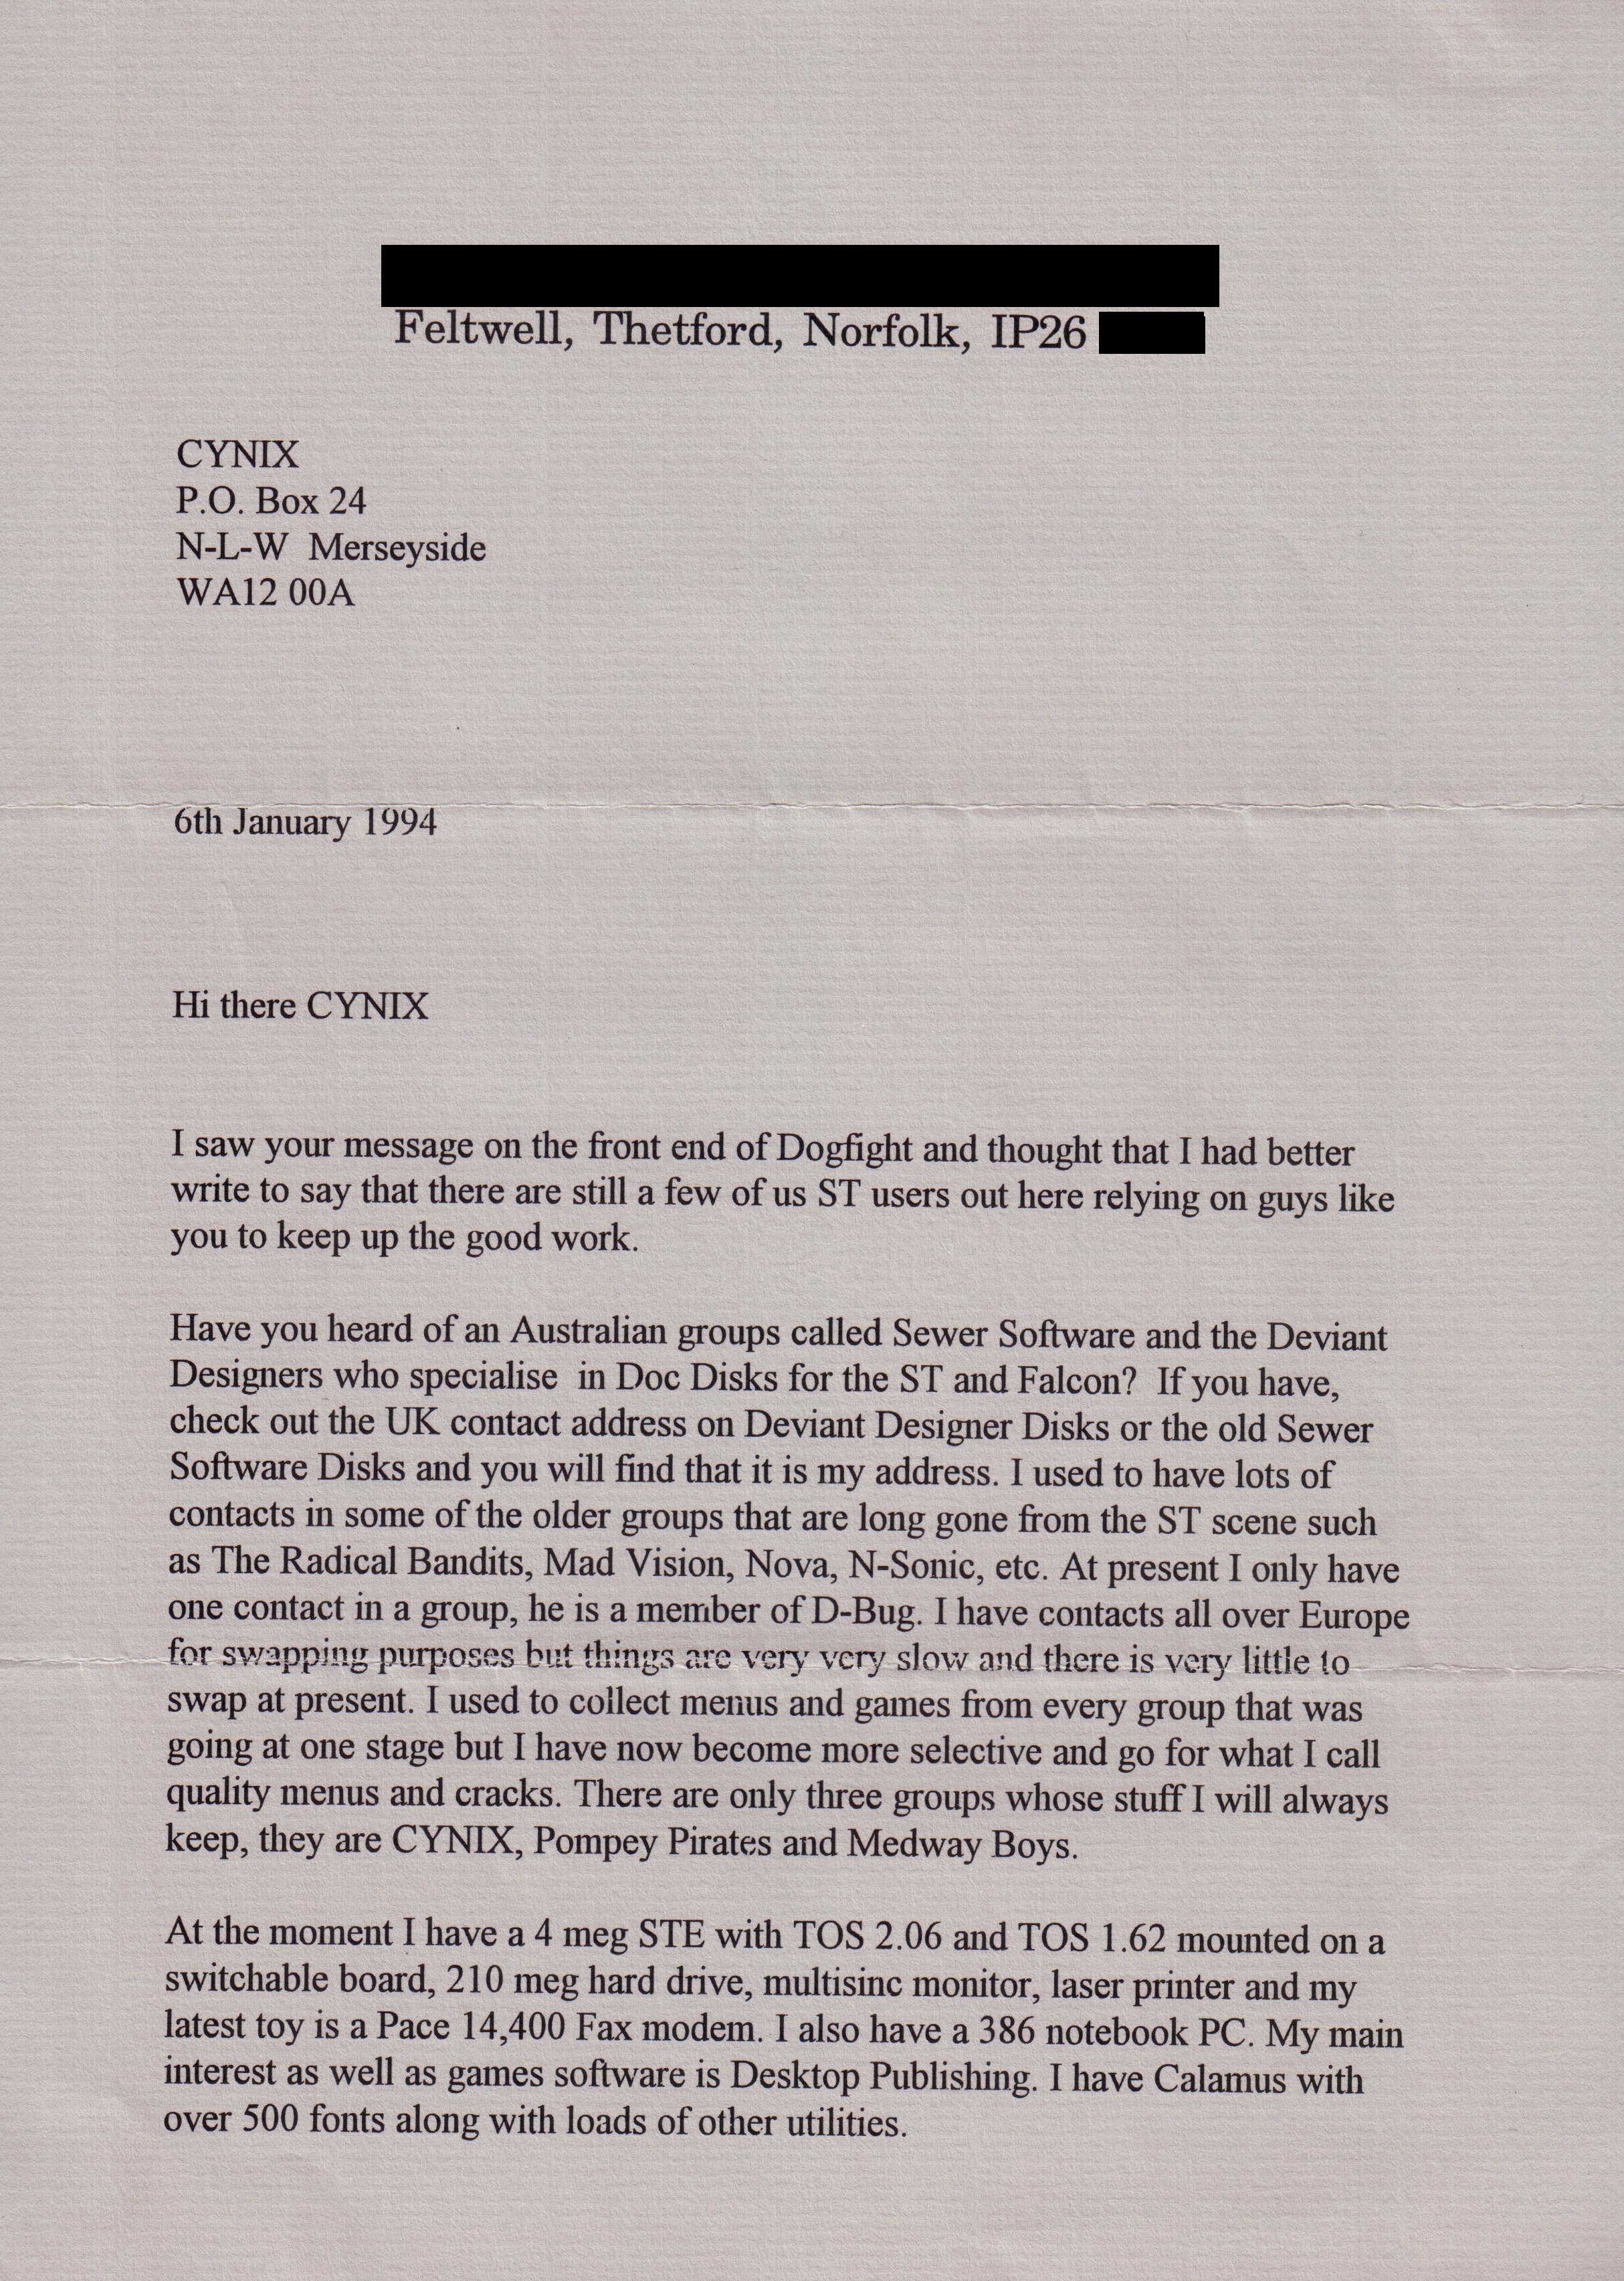 Feltwell, Thetford, Norfolk, IP26
CYNIX
P.O. Box 24
N-L-W  Merseyside
WA12 00A
6th January 1994
Hi there CYNIX
I saw your message on the front end of Dogfight and thought that I had better
write to say that there are still a few of us ST users out here relying on guys like
you to keep up the good work.
Have you heard of an Australian groups called Sewer Software and the Deviant
Designers who specialise  in Doc Disks for the ST and Falcon?  If you have,
check out the UK contact address on Deviant Designer Disks or the old Sewer
Software Disks and you will find that it is my address. I used to have lots of
contacts in some of the older groups that are long gone from the ST scene such
as The Radical Bandits, Mad Vision, Nova, N-Sonic, etc. At present I only have
one contact in a group, he is a member of D-Bug. I have contacts all over Europe
for swapping purposes but things are very very slow and there is very little to
swap at present. I used to collect menus and games from every group that was
going at one stage but I have now become more selective and go for what I call
quality menus and cracks. There are only three groups whose stuff I will always
keep, they are CYNIX, Pompey Pirates and Medway Boys.
At the moment I have a 4 meg STE with TOS 2.06 and TOS 1.62 mounted on a
switchable board, 210 meg hard drive, multisinc monitor, laser printer and my
latest toy is a Pace 14,400 Fax modem. I also have a 386 notebook PC. My main
interest as well as games software is Desktop Publishing. I have Calamus with
over 500 fonts along with loads of other utilities.